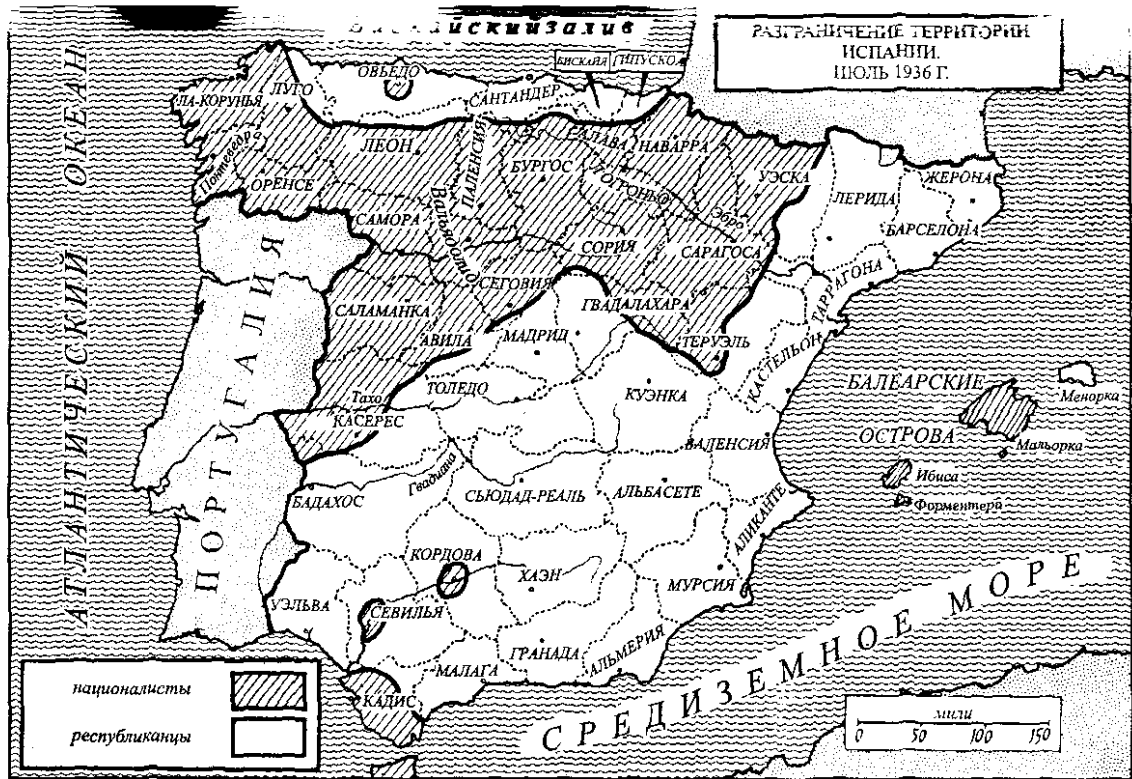 РАЗГРАНИЧЕНИЕ ТЕРРИТОРИИ
ИСПАНИИ.
ИЮЛЬ 1936 Г.
залив
АТЛАНТИЧЕСКИЙ ОКЕАН
ОВЬЕДО
БИСКАЙЯ
ГИПУСКОА
САНТАНДЕР
ЛА-КОРУНЬЯ
ЛУГО
Понтеведра
ОРЕНСЕ
ЛЕОН
ПАЛЕНСИЯ
БУРГОС
АЛАВА
НАВАРРА
ЛОГРОНЬО
УЭСКА
ЛЕРИДА
ЖЕРОНА
БАРСЕЛОНА
САМОРА
Вальядолид
СОРИЯ
Эбро
САРАГОСА
ТАРРАГОНА
СЕГОВИЯ
САЛАМАНКА
АВИЛА
МАДРИД
ГВАДАЛАХАРА
ТЕРУЭЛЬ
КАСТЕЛЬОН
ПОРТУГАЛИЯ
Тахо
КАСЕРЕС
ТОЛЕДО
КУЭНКА
ВАЛЕНСИЯ
БАЛЕАРСКИЕ
ОСТРОВА
Менорка
Мальорка
Ибиса
Форментера
БАДАХОС
Гвадиана
СЬЮДАД-РЕАЛЬ
АЛЬБАСЕТЕ
АЛИКАНТЕ
КОРДОВА
ХАЭН
МУРСИЯ
УЭЛЬВА
СЕВИЛЬЯ
ГРАНАДА
АЛЬМЕРИЯ
МАЛАГА
КАДИС
СРЕДИЗЕМНОЕ МОРЕ
националисты
республиканцы
мили
0 50 100 150